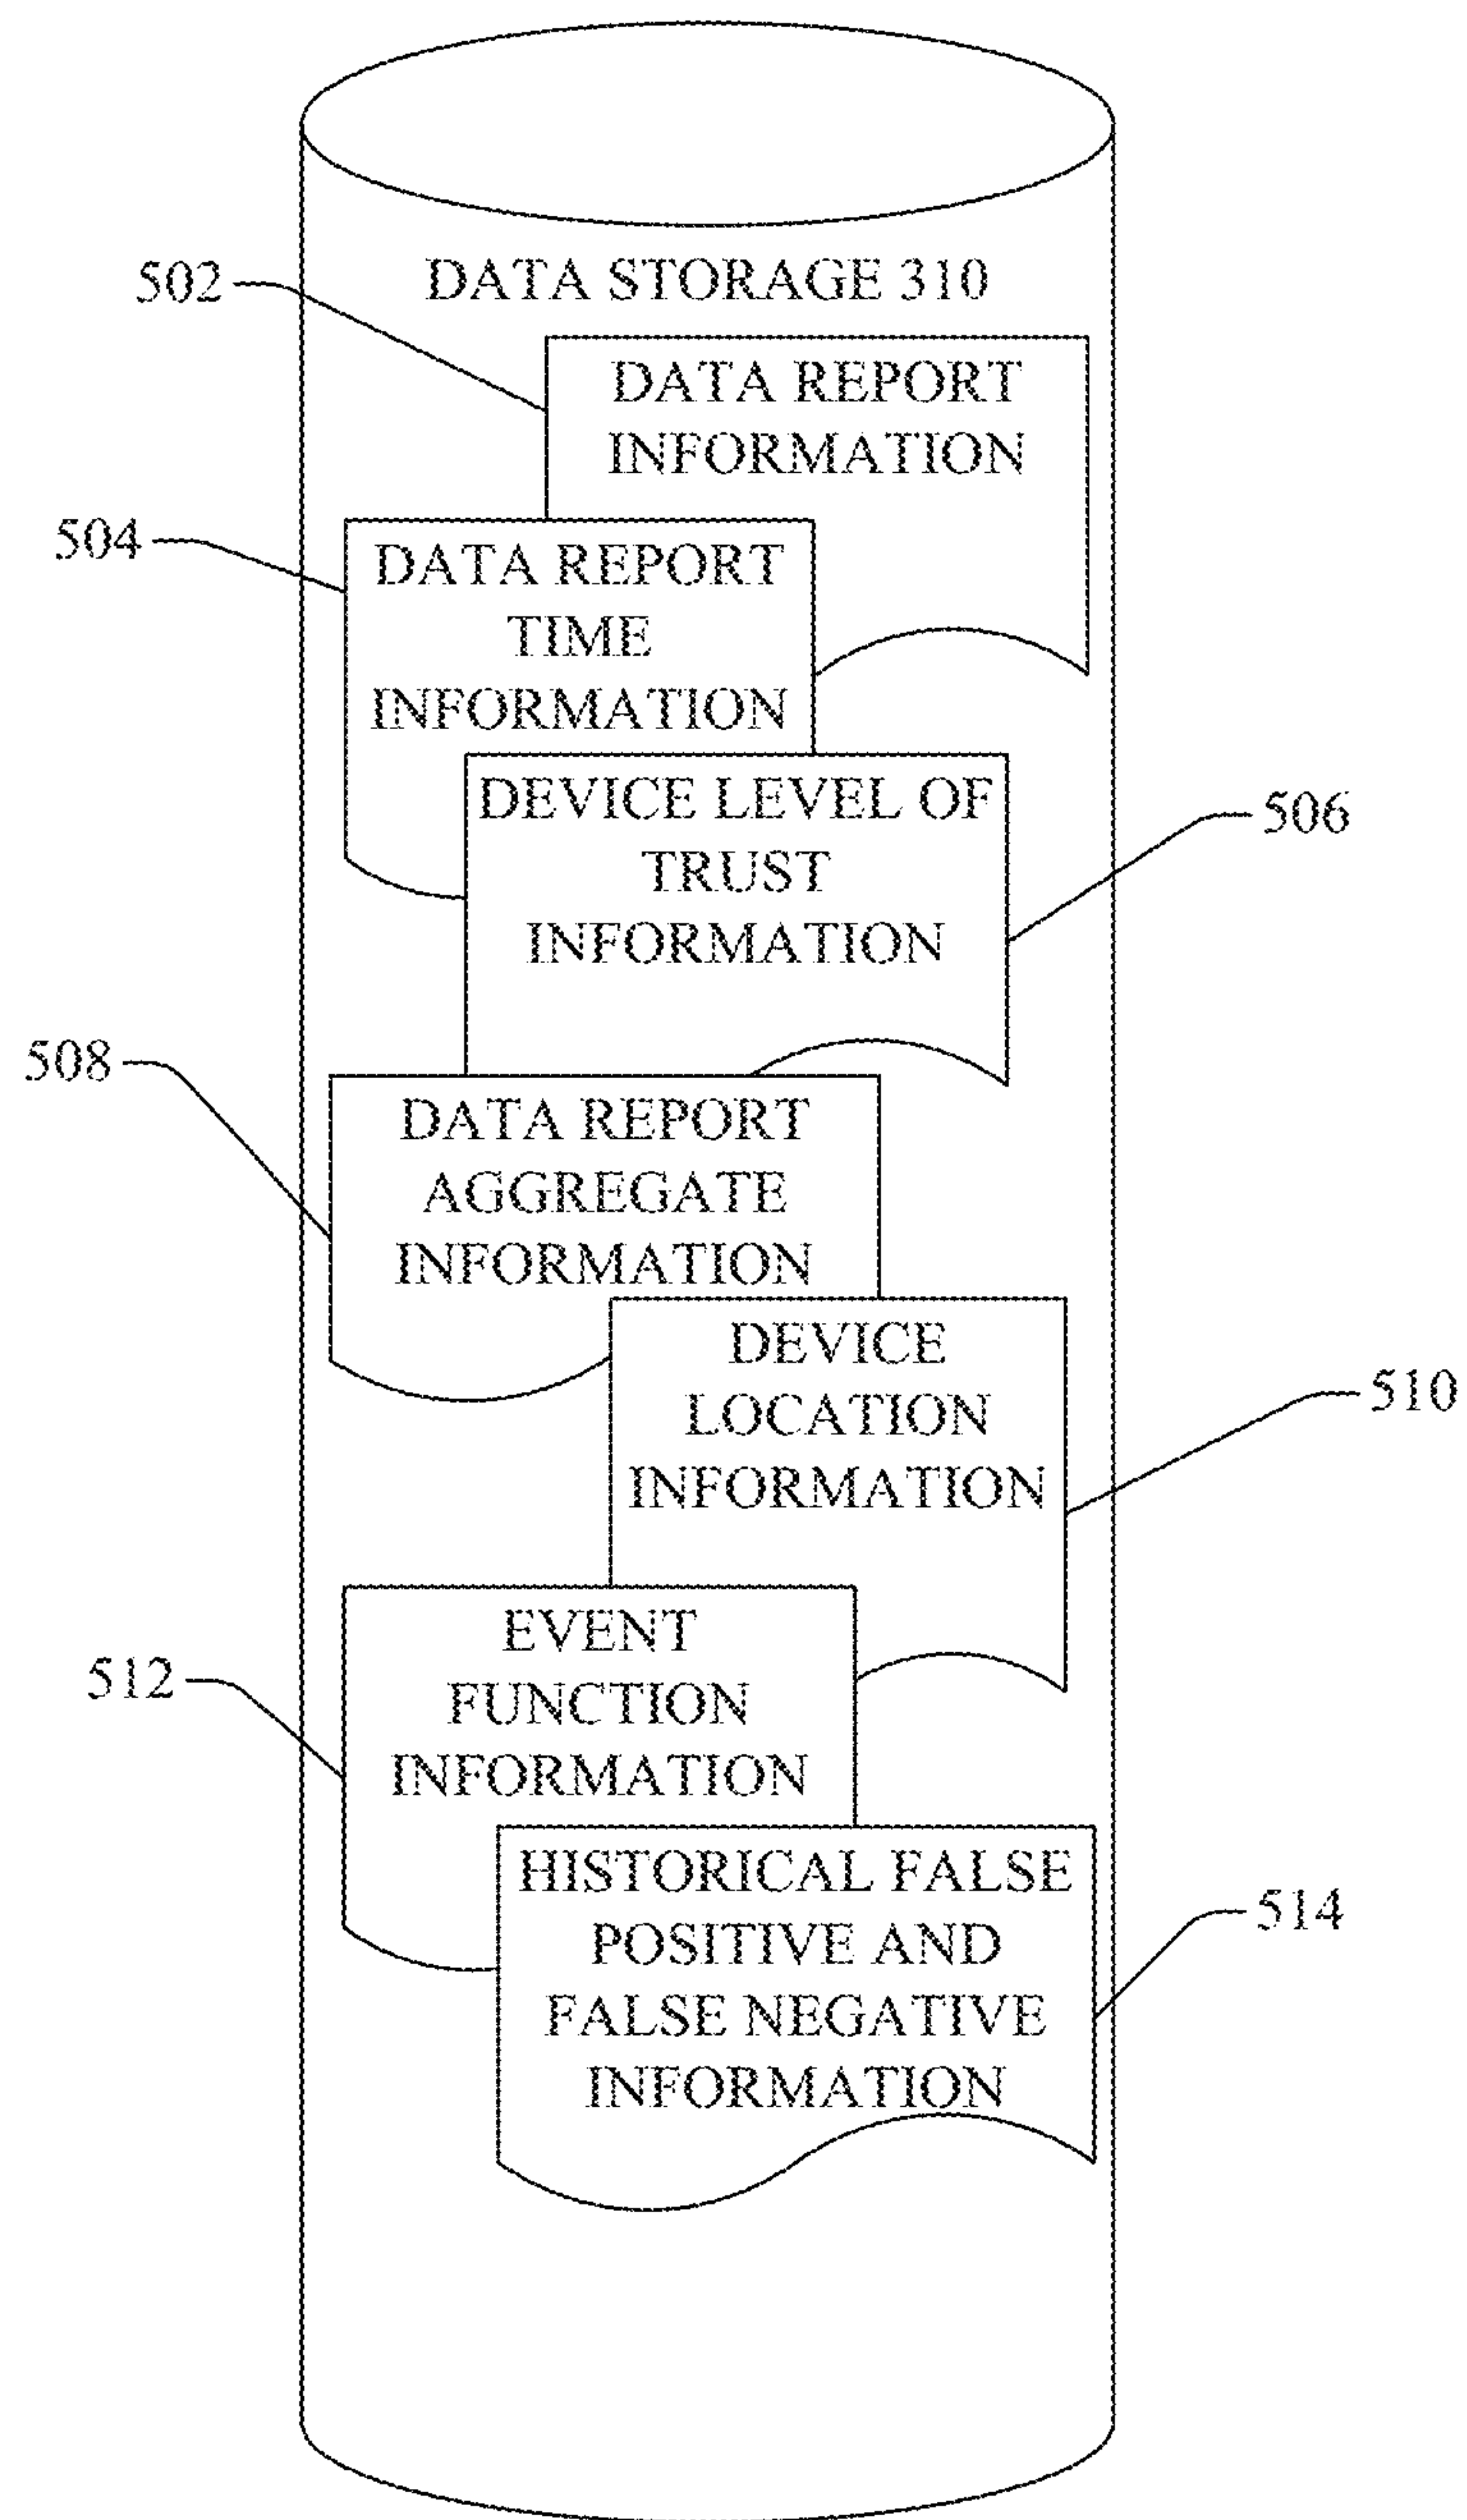 502
DATA STORAGE 310
DATA REPORT
INFORMATION
504
DATA REPORT
TIME
INFORMATION
DEVICE LEVEL OF
TRUST
INFORMATION
506
508
DATA REPORT
AGGREGATE
INFORMATION
DEVICE
LOCATION
INFORMATION
510
512
EVENT
FUNCTION
INFORMATION
HISTORICAL FALSE
POSITIVE AND
FALSE NEGATIVE
INFORMATION
514